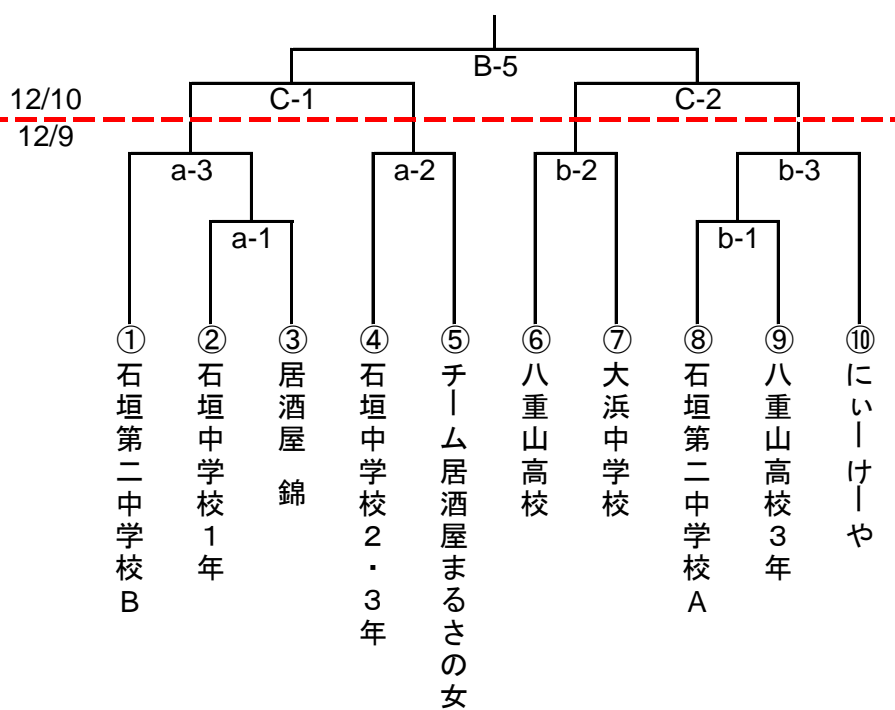 B-5
C-1
C-2
12/10
12/9
a-3
a-2
b-2
b-3
a-1
b-1
①石垣第二中学校B
②石垣中学校1年
③居酒屋 錦
④石垣中学校2・3年
⑤チーム居酒屋まるさの女
⑥八重山高校
⑦大浜中学校
⑧石垣第二中学校A
⑨八重山高校3年
⑩にぃーけーや